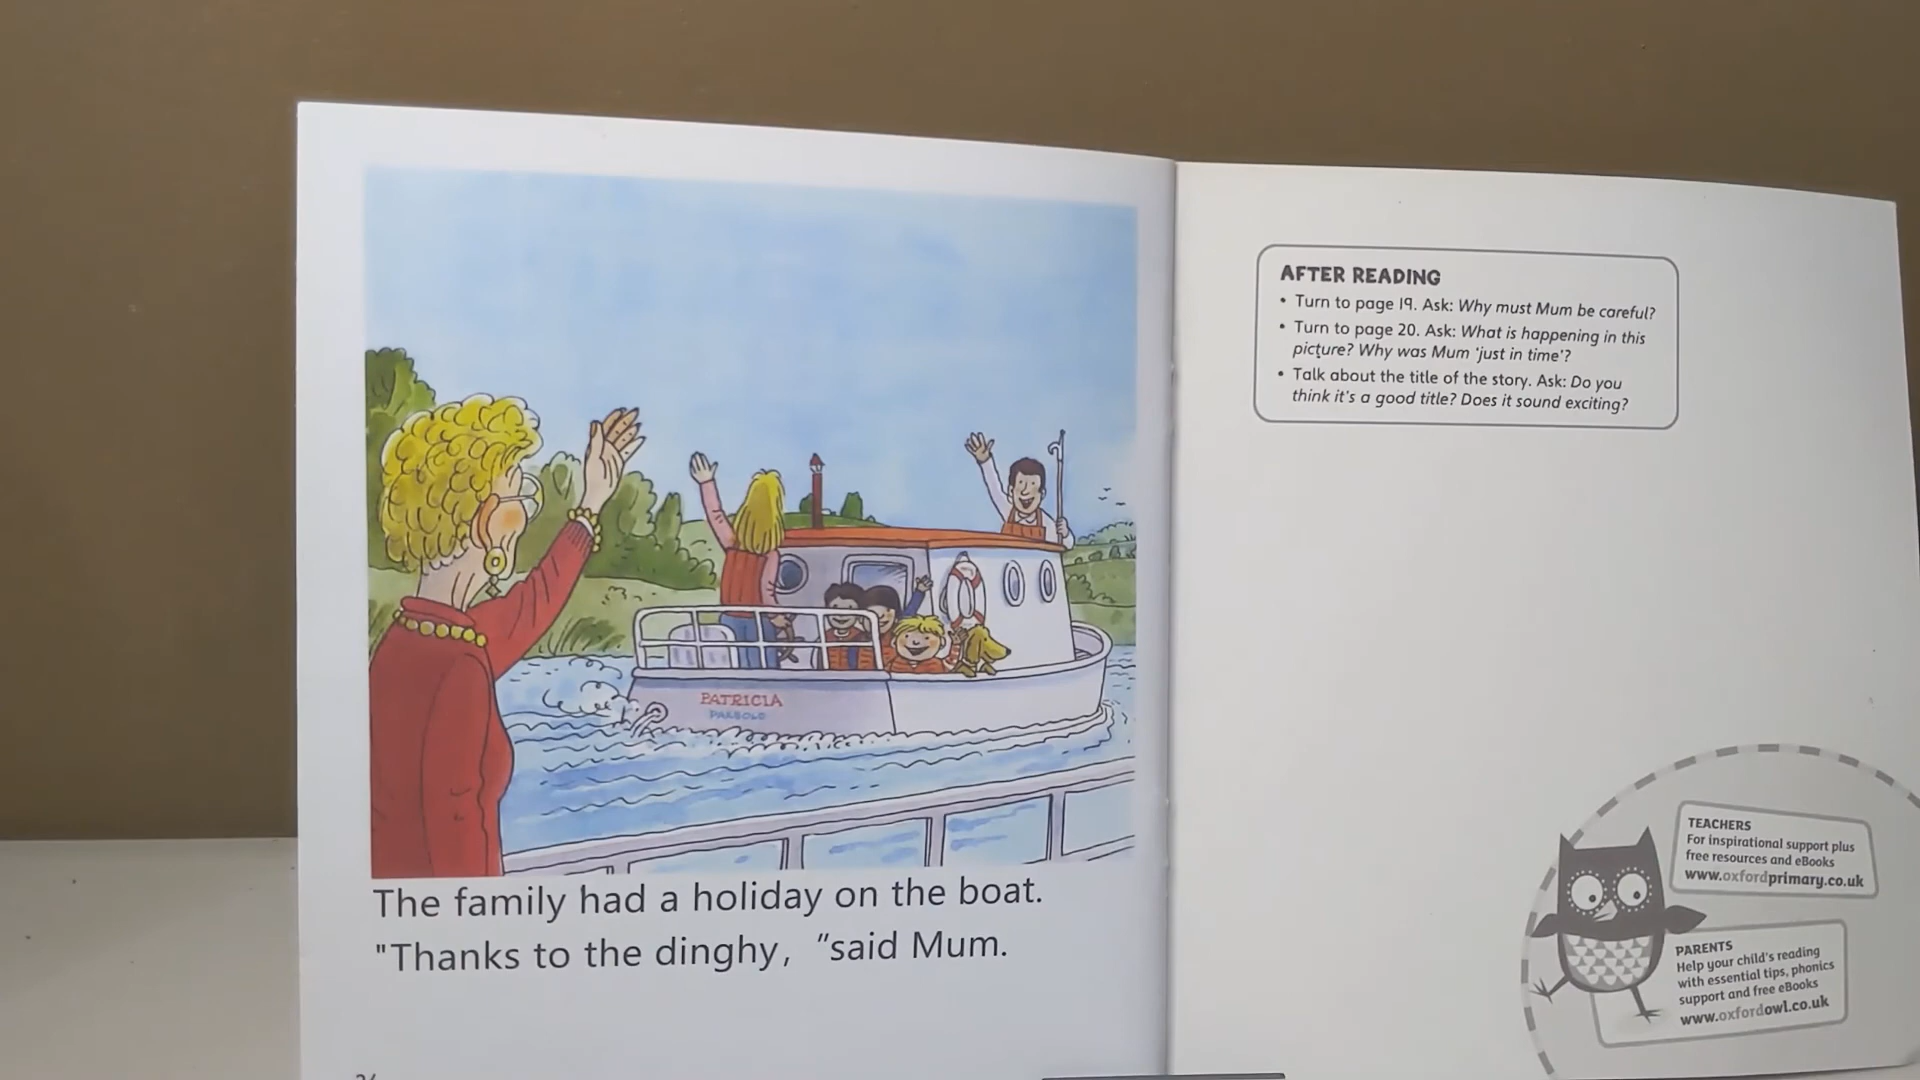 PATRICIA
PARBOLD
The family had a holiday on the boat.
"Thanks to the dinghy, "said Mum.
AFTER READING
• Turn to page 19. Ask: Why must Mum be careful?
• Turn to page 20. Ask: What is happening in this
picture? Why was Mum 'just in time'?
• Talk about the title of the story. Ask: Do you
think it's a good title? Does it sound exciting?
TEACHERS
For inspirational support plus
free resources and eBooks
www.oxfordprimary.co.uk
PARENTS
Help your child's reading
with essential tips, phonics
support and free eBooks
www.oxfordowl.co.uk